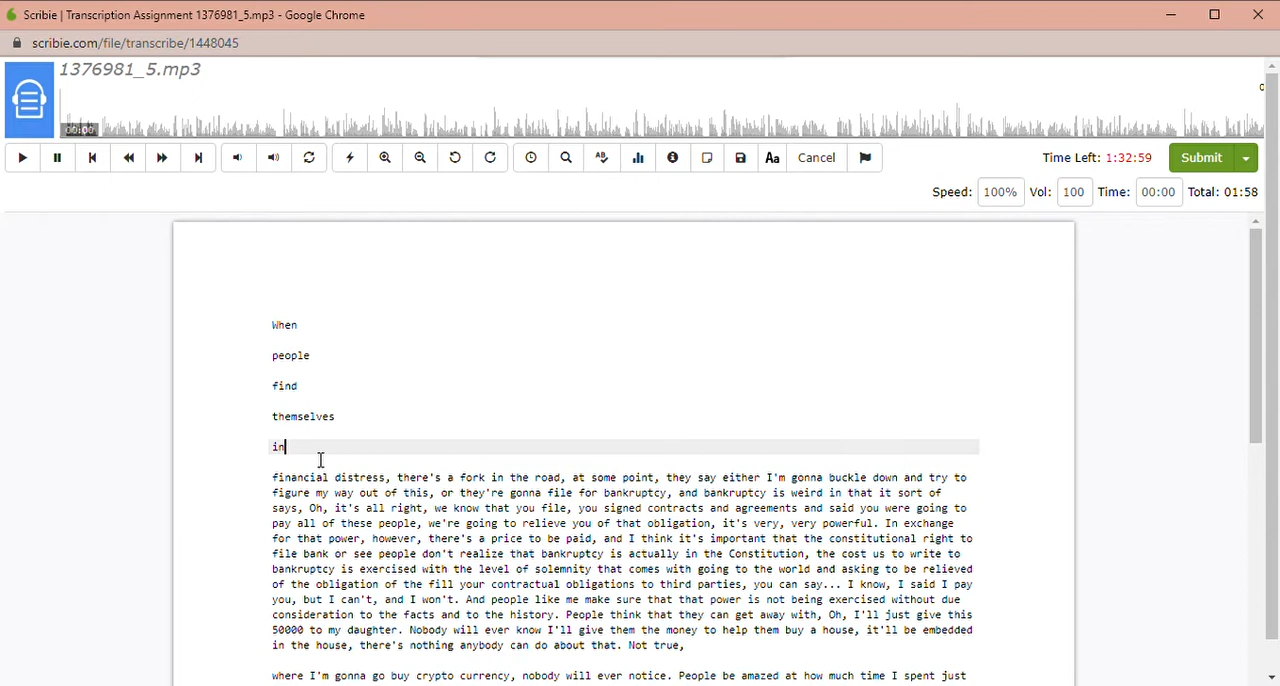 Scribie | Transcription Assignment 1376981_5.mp3 - Google Chrome
scribie.com/file/transcribe/1448045
1376981_5.mp3
00:00
Aa Cancel Time Left: 1:32:59 Submit
Speed: 100% Vol: 100 Time: 00:00 Total: 01:58
When
people
find
themselves
in
financial distress, there's a fork in the road, at some point, they say either I'm gonna buckle down and try to
figure my way out of this, or they're gonna file for bankruptcy, and bankruptcy is weird in that it sort of
says, Oh, it's all right, we know that you file, you signed contracts and agreements and said you were going to
pay all of these people, we're going to relieve you of that obligation, it's very, very powerful. In exchange
for that power, however, there's a price to be paid, and I think it's important that the constitutional right to
file bank or see people don't realize that bankruptcy is actually in the Constitution, the cost us to write to
bankruptcy is exercised with the level of solemnity that comes with going to the world and asking to be relieved
of the obligation of the fill your contractual obligations to third parties, you can say... I know, I said I pay
you, but I can't, and I won't. And people like me make sure that that power is not being exercised without due
consideration to the facts and to the history. People think that they can get away with, Oh, I'll just give this
50000 to my daughter. Nobody will ever know I'll give them the money to help them buy a house, it'll be embedded
in the house, there's nothing anybody can do about that. Not true,
where I'm gonna go buy crypto currency, nobody will ever notice. People be amazed at how much time I spent just